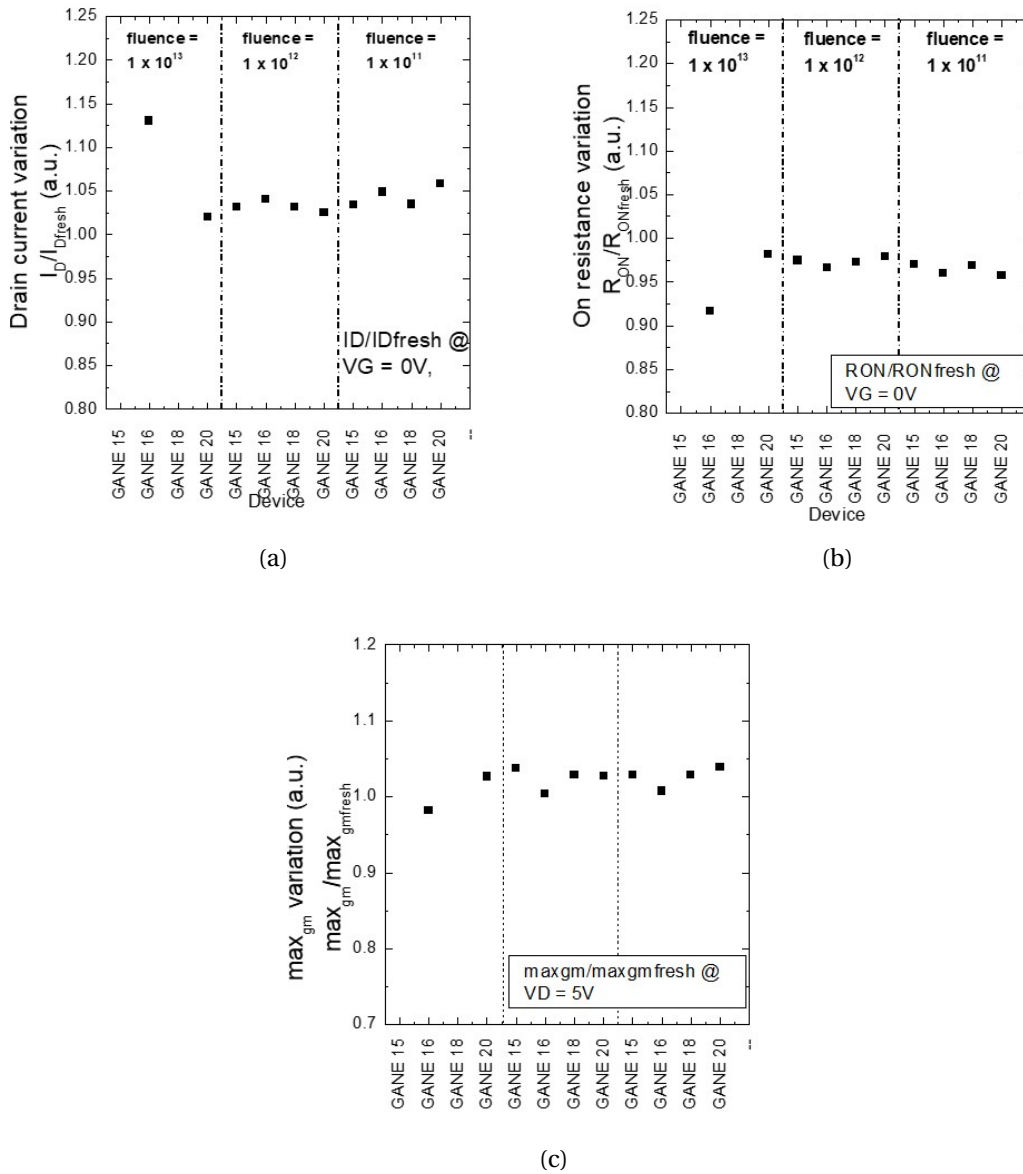 1.25
1.20
1.15
1.10
1.05
1.00
0.95
0.90
0.85
0.80
Drain current variation
I_D/I_Dfresh (a.u.)
fluence =
1 x 10¹³
fluence =
1 x 10¹²
fluence =
1 x 10¹¹
ID/IDfresh @
VG = 0V,
GANE 15
GANE 16
GANE 18
GANE 20
GANE 15
GANE 16
GANE 18
GANE 20
GANE 15
GANE 16
GANE 18
GANE 20
--
Device
(a)
1.25
1.20
1.15
1.10
1.05
1.00
0.95
0.90
0.85
0.80
On resistance variation
R_ON/R_ONfresh (a.u.)
fluence =
1 x 10¹³
fluence =
1 x 10¹²
fluence =
1 x 10¹¹
RON/RONfresh @
VG = 0V
GANE 15
GANE 16
GANE 18
GANE 20
GANE 15
GANE 16
GANE 18
GANE 20
GANE 15
GANE 16
GANE 18
GANE 20
Device
(b)
1.2
1.1
1.0
0.9
0.8
0.7
max_gm variation (a.u.)
max_gm/max_gmfresh
maxgm/maxgmfresh @
VD = 5V
GANE 15
GANE 16
GANE 18
GANE 20
GANE 15
GANE 16
GANE 18
GANE 20
GANE 15
GANE 16
GANE 18
GANE 20
--
(c)